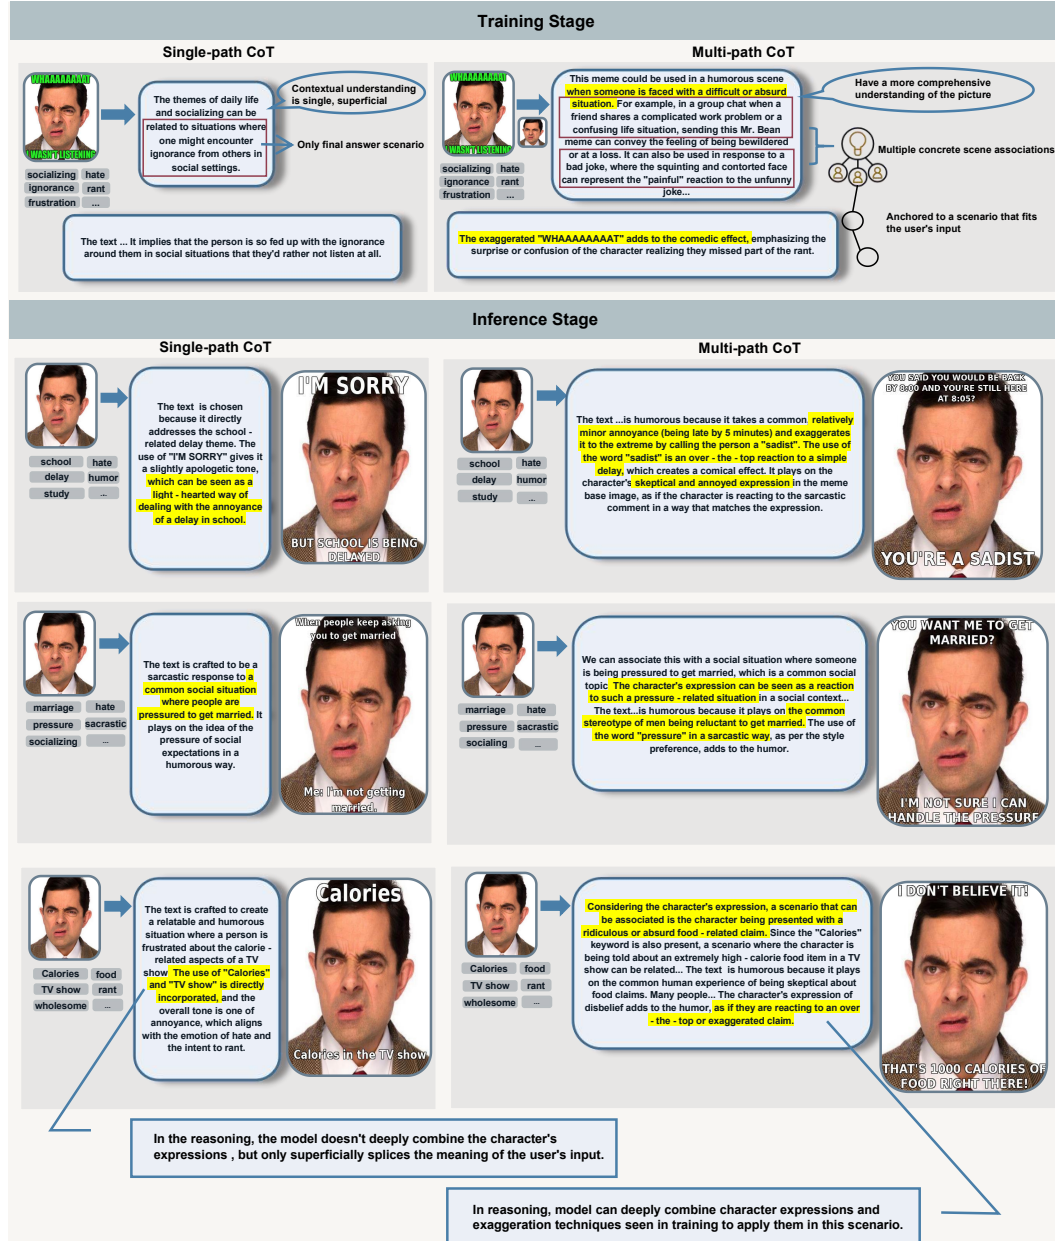 Training Stage
Single-path CoT
WHAAAAAAAT
I WASN'T LISTENING
socializing hate
ignorance rant
frustration ...
The themes of daily life
and socializing can be
related to situations where
one might encounter
ignorance from others in
social settings.
Contextual understanding
is single, superficial
Only final answer scenario
The text ... It implies that the person is so fed up with the ignorance
around them in social situations that they'd rather not listen at all.
Multi-path CoT
WHAAAAAAAT
I WASN'T LISTENING
socializing hate
ignorance rant
frustration ...
This meme could be used in a humorous scene
when someone is faced with a difficult or absurd
situation. For example, in a group chat when a
friend shares a complicated work problem or a
confusing life situation, sending this Mr. Bean
meme can convey the feeling of being bewildered
or at a loss. It can also be used in response to a
bad joke, where the squinting and contorted face
can represent the "painful" reaction to the unfunny
joke...
Have a more comprehensive
understanding of the picture
Multiple concrete scene associations
Anchored to a scenario that fits
the user's input
The exaggerated "WHAAAAAAAT" adds to the comedic effect, emphasizing the
surprise or confusion of the character realizing they missed part of the rant.
Inference Stage
Single-path CoT
school hate
delay humor
study ...
The text is chosen
because it directly
addresses the school -
related delay theme. The
use of "I'M SORRY" gives it
a slightly apologetic tone,
which can be seen as a
light - hearted way of
dealing with the annoyance
of a delay in school.
I'M SORRY
BUT SCHOOL IS BEING
DELAYED
Multi-path CoT
school hate
delay humor
study ...
The text ...is humorous because it takes a common relatively
minor annoyance (being late by 5 minutes) and exaggerates
it to the extreme by calling the person a "sadist". The use of
the word "sadist" is an over - the - top reaction to a simple
delay, which creates a comical effect. It plays on the
character's skeptical and annoyed expression in the meme
base image, as if the character is reacting to the sarcastic
comment in a way that matches the expression.
YOU SAID YOU WOULD BE BACK
BY 8:00 AND YOU'RE STILL HERE
AT 8:05?
YOU'RE A SADIST
marriage hate
pressure sacrastic
socializing ...
The text is crafted to be a
sarcastic response to a
common social situation
where people are
pressured to get married. It
plays on the idea of the
pressure of social
expectations in a
humorous way.
When people keep asking
you to get married
Me: I'm not getting
married.
marriage hate
pressure sacrastic
socialing ...
We can associate this with a social situation where someone
is being pressured to get married, which is a common social
topic The character's expression can be seen as a reaction
to such a pressure - related situation in a social context...
The text...is humorous because it plays on the common
stereotype of men being reluctant to get married. The use of
the word "pressure" in a sarcastic way, as per the style
preference, adds to the humor.
YOU WANT ME TO GET
MARRIED?
I'M NOT SURE I CAN
HANDLE THE PRESSURE
Calories food
TV show rant
wholesome ...
The text is crafted to create
a relatable and humorous
situation where a person is
frustrated about the calorie -
related aspects of a TV
show The use of "Calories"
and "TV show" is directly
incorporated, and the
overall tone is one of
annoyance, which aligns
with the emotion of hate and
the intent to rant.
Calories
Calories in the TV show
Calories food
TV show rant
wholesome ...
Considering the character's expression, a scenario that can
be associated is the character being presented with a
ridiculous or absurd food - related claim. Since the "Calories"
keyword is also present, a scenario where the character is
being told about an extremely high - calorie food item in a TV
show can be related... The text is humorous because it plays
on the common human experience of being skeptical about
food claims. Many people... The character's expression of
disbelief adds to the humor, as if they are reacting to an over
- the - top or exaggerated claim.
I DON'T BELIEVE IT!
THAT'S 1000 CALORIES OF
FOOD RIGHT THERE!
In the reasoning, the model doesn't deeply combine the character's
expressions , but only superficially splices the meaning of the user's input.
In reasoning, model can deeply combine character expressions and
exaggeration techniques seen in training to apply them in this scenario.